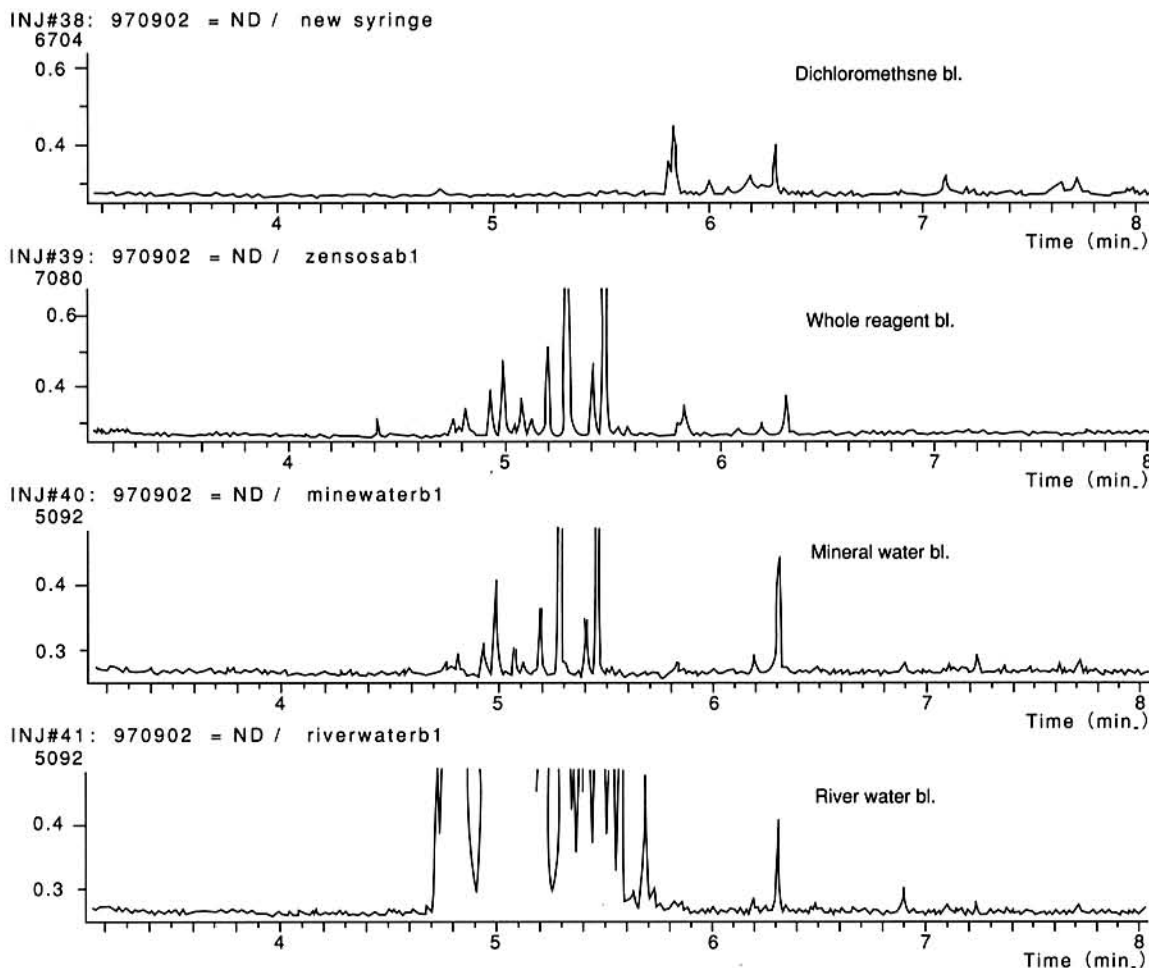 INJ#38: 970902 = ND / new syringe
6704
0.6
Dichloromethsne bl.
0.4
4 5 6 7 8
Time (min_)
INJ#39: 970902 = ND / zensosab1
7080
0.6
Whole reagent bl.
0.4
4 5 6 7 8
Time (min_)
INJ#40: 970902 = ND / minewaterb1
5092
Mineral water bl.
0.4
0.3
4 5 6 7 8
Time (min_)
INJ#41: 970902 = ND / riverwaterb1
5092
River water bl.
0.4
0.3
4 5 6 7 8
Time (min_)